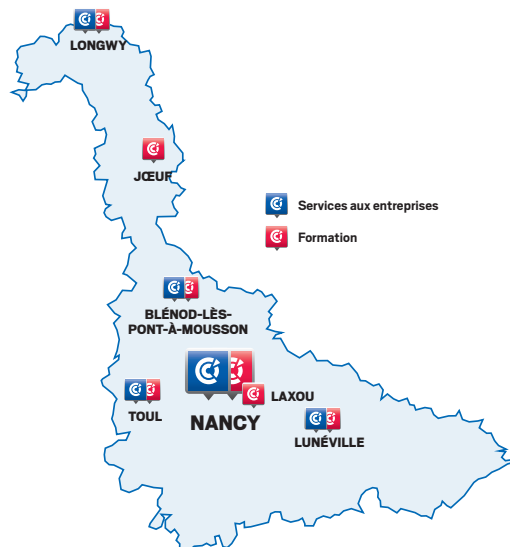 LONGWY
JŒUF
Services aux entreprises
Formation
BLÉNOD-LÈS-
PONT-À-MOUSSON
LAXOU
TOUL
NANCY
LUNÉVILLE